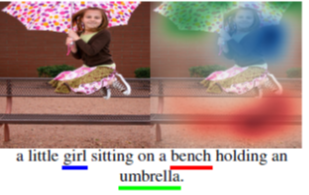 a little girl sitting on a bench holding an
umbrella.